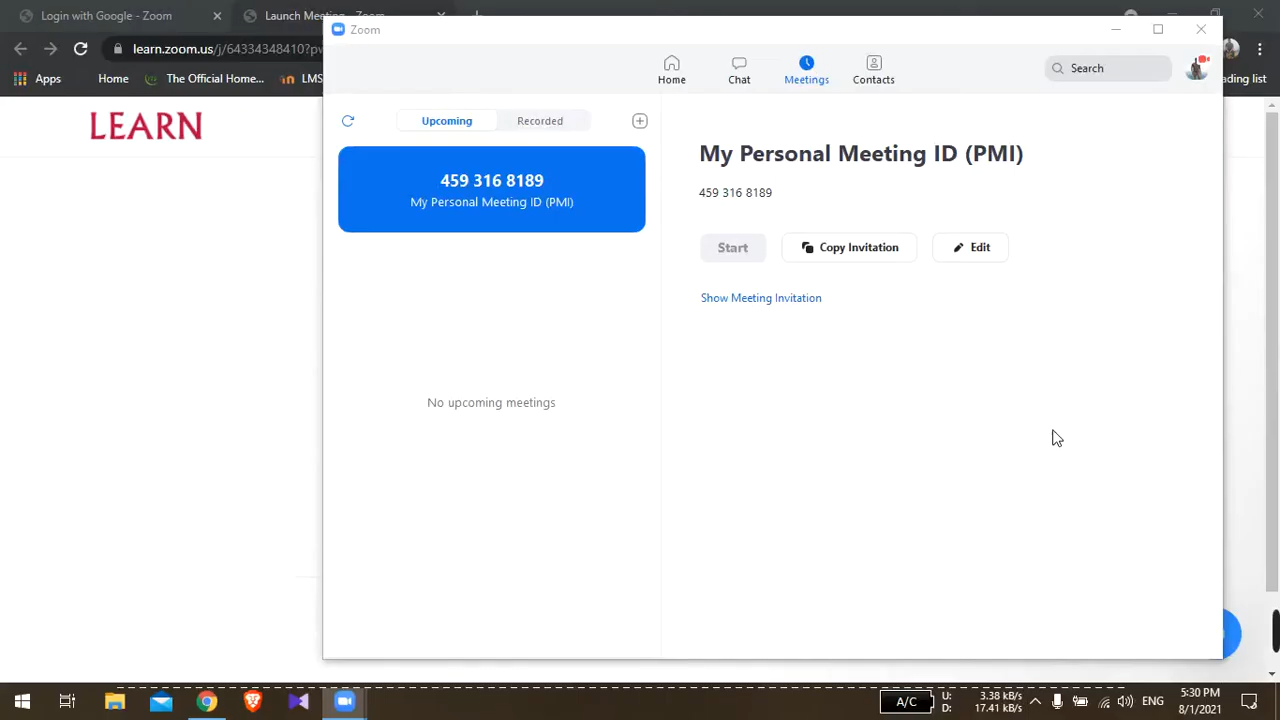 Login with Google - Zoom
Launch Meeting - Zoom
learn.zoom.us/j/64334348410?p
Apps
Home
The Official Home...
LMS
ding list
LEARN
Zoom
Home
Chat
Meetings
Contacts
Search
Upcoming
Recorded
459 316 8189
My Personal Meeting ID (PMI)
No upcoming meetings
My Personal Meeting ID (PMI)
459 316 8189
Start
Copy Invitation
Edit
Show Meeting Invitation
A/C
U: 3.38 kB/s
D: 17.41 kB/s
ENG
5:30 PM
8/1/2021